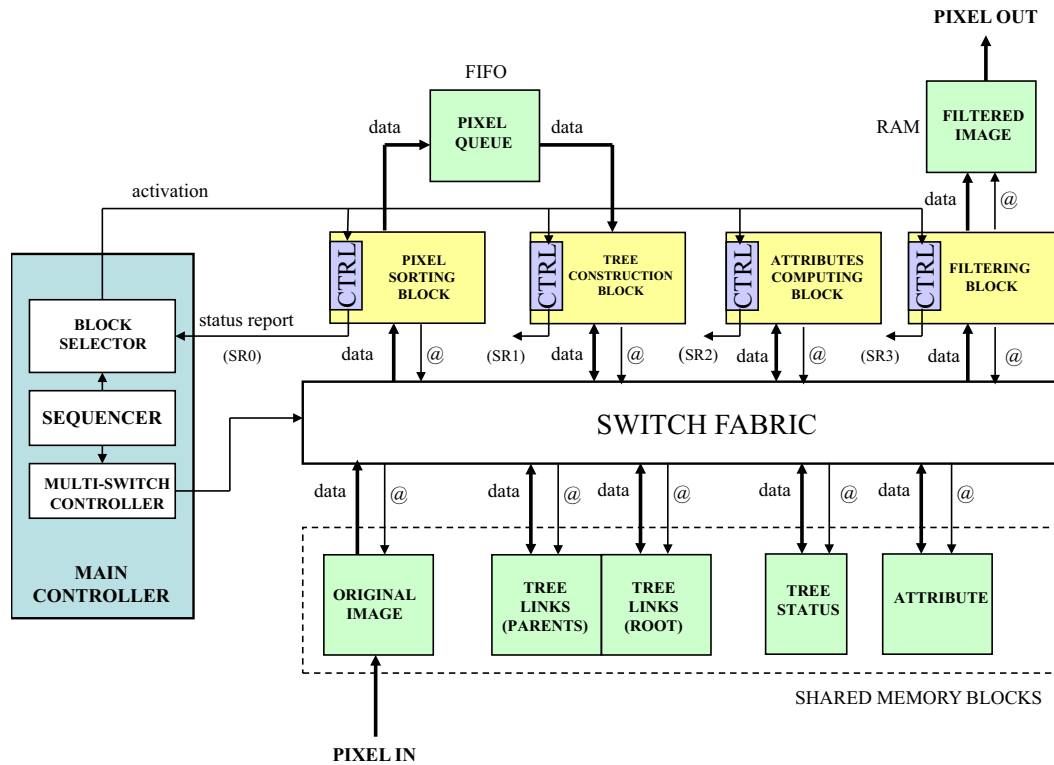 PIXEL OUT
FIFO
PIXEL
QUEUE
data
data
RAM
FILTERED
IMAGE
activation
data
@
CTRL
PIXEL
SORTING
BLOCK
CTRL
TREE
CONSTRUCTION
BLOCK
CTRL
ATTRIBUTES
COMPUTING
BLOCK
CTRL
FILTERING
BLOCK
BLOCK
SELECTOR
status report
(SR0)
data
@
(SR1)
data
@
(SR2)
data
@
(SR3)
data
@
SEQUENCER
SWITCH FABRIC
MULTI-SWITCH
CONTROLLER
data
@
data
@
data
@
data
@
data
@
MAIN
CONTROLLER
ORIGINAL
IMAGE
TREE
LINKS
(PARENTS)
TREE
LINKS
(ROOT)
TREE
STATUS
ATTRIBUTE
SHARED MEMORY BLOCKS
PIXEL IN